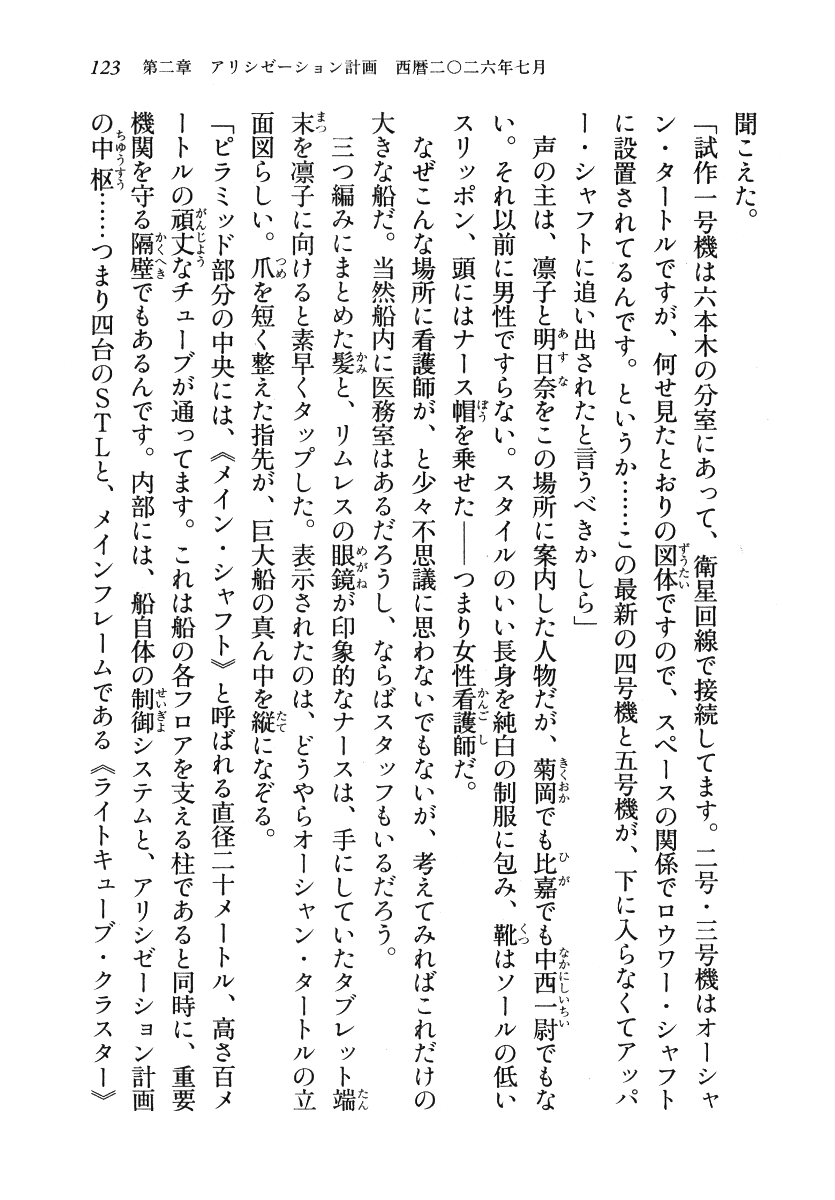 123 第二章 アリシゼーション計画 西暦二〇二六年七月
聞こえた。
「試作一号機は六本木の分室にあって、衛星回線で接続してます。二号・三号機はオーシャ
ン・タートルですが、何せ見たとおりの図体ですので、スペースの関係でロウワー・シャフト
に設置されてるんです。というか……この最新の四号機と五号機が、下に入らなくてアッパ
ー・シャフトに追い出されたと言うべきかしら」
声の主は、凛子と明日奈をこの場所に案内した人物だが、菊岡でも比嘉でも中西一尉でもな
い。それ以前に男性ですらない。スタイルのいい長身を純白の制服に包み、靴はソールの低い
スリッポン、頭にはナース帽を乗せた――つまり女性看護師だ。
なぜこんな場所に看護師が、と少々不思議に思わないでもないが、考えてみればこれだけの
大きな船だ。当然船内に医務室はあるだろうし、ならばスタッフもいるだろう。
三つ編みにまとめた髪と、リムレスの眼鏡が印象的なナースは、手にしていたタブレット端
末を凛子に向けると素早くタップした。表示されたのは、どうやらオーシャン・タートルの立
面図らしい。爪を短く整えた指先が、巨大船の真ん中を縦になぞる。
「ピラミッド部分の中央には、《メイン・シャフト》と呼ばれる直径二十メートル、高さ百メ
ートルの頑丈なチューブが通ってます。これは船の各フロアを支える柱であると同時に、重要
機関を守る隔壁でもあるんです。内部には、船自体の制御システムと、アリシゼーション計画
の中枢……つまり四台のSTLと、メインフレームである《ライトキューブ・クラスター》